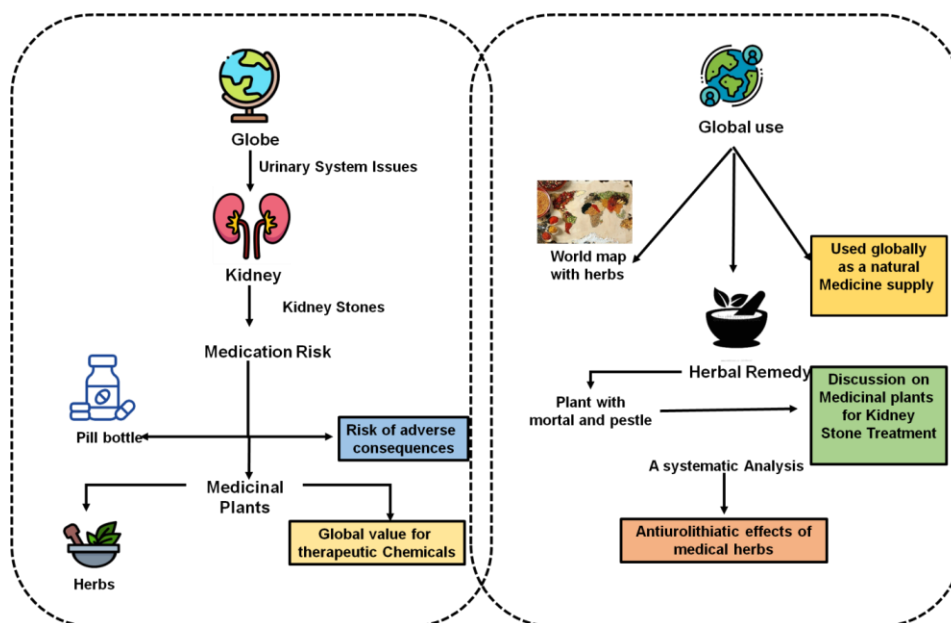 Globe
Urinary System Issues
Kidney
Kidney Stones
Medication Risk
Pill bottle
Risk of adverse
consequences
Medicinal
Plants
Global value for
therapeutic Chemicals
Herbs
Global use
World map
with herbs
Used globally
as a natural
Medicine supply
Herbal Remedy
Plant with
mortal and pestle
Discussion on
Medicinal plants
for Kidney
Stone Treatment
A systematic Analysis
Antiurolithiatic effects of
medical herbs